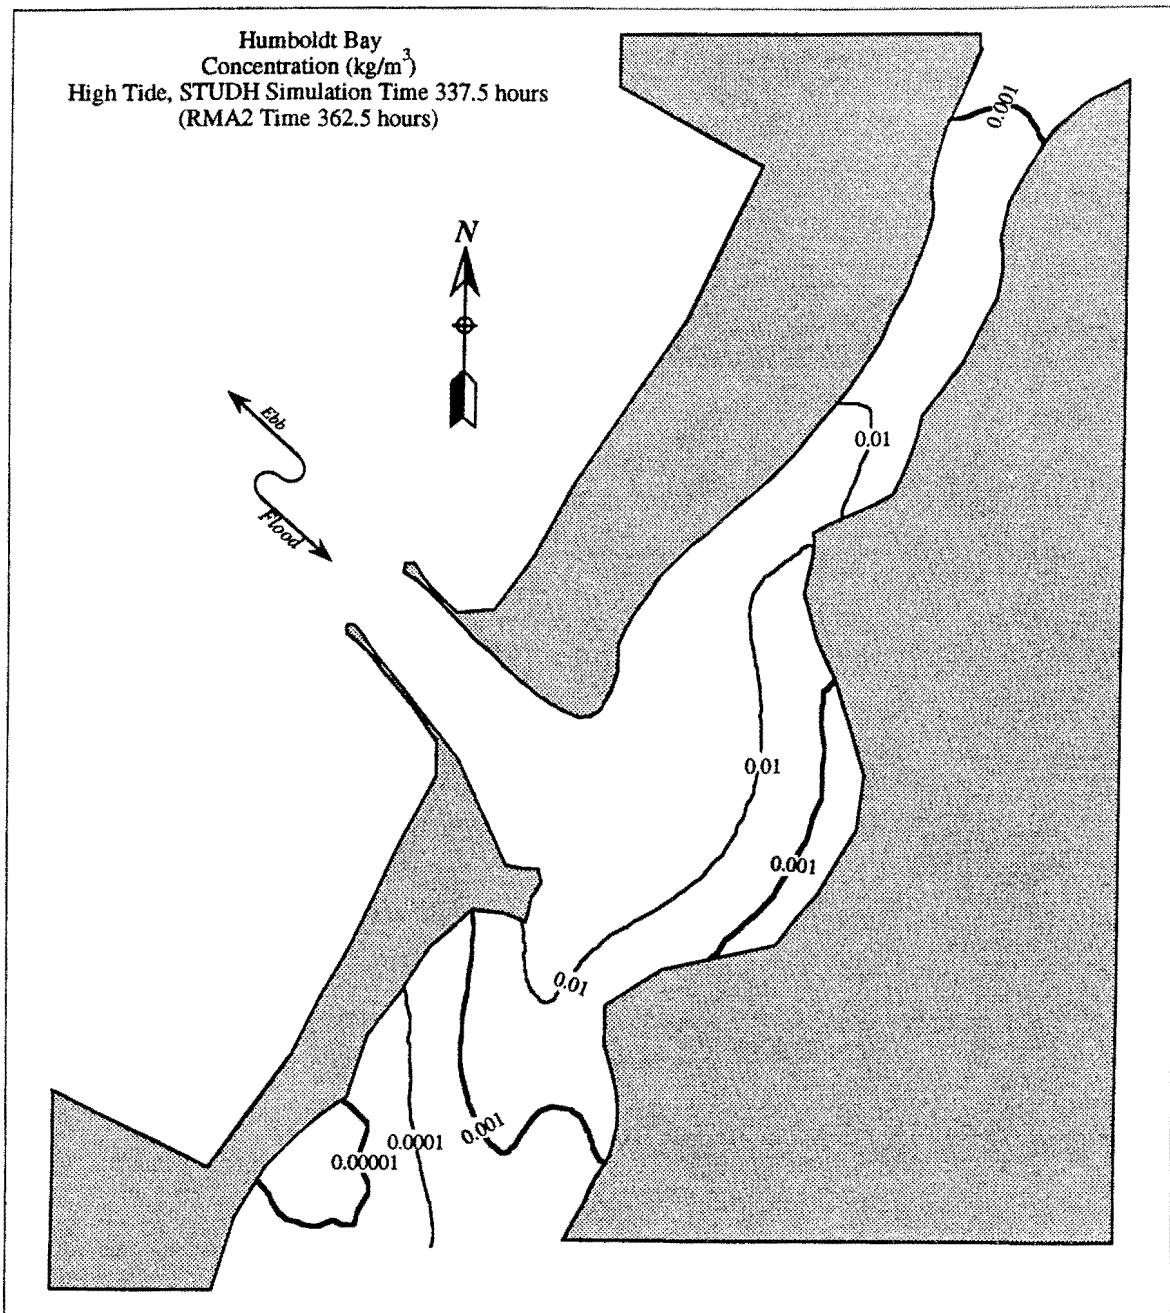 Humboldt Bay
Concentration (kg/m³)
High Tide, STUDH Simulation Time 337.5 hours
(RMA2 Time 362.5 hours)
0.001
N
Ebb
Flood
0.01
0.01
0.001
0.01
0.001
0.0001
0.00001